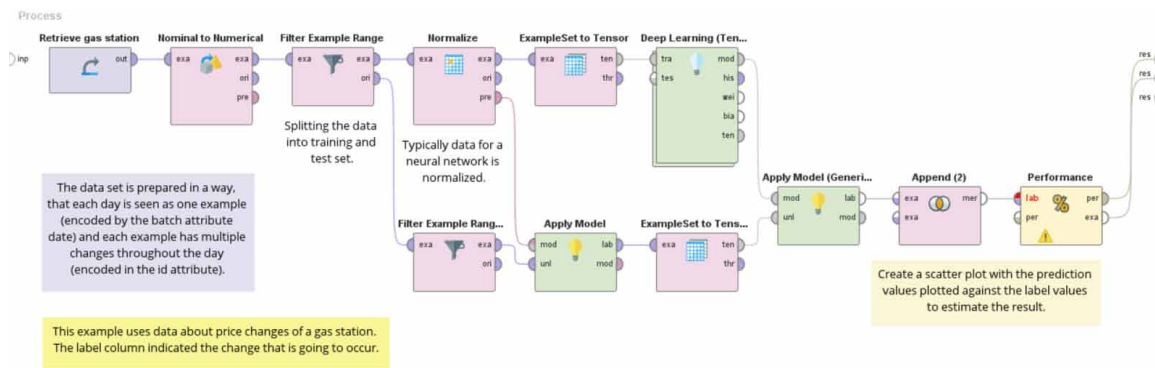 Process
Retrieve gas station
Nominal to Numerical
Filter Example Range
Normalize
ExampleSet to Tensor
Deep Learning (Ten...
inp
out
exa
exa
ori
pre
exa
exa
ori
exa
exa
ori
pre
exa
ten
thr
tra
mod
tes
his
wei
bia
ten
res
res
res
Splitting the data
into training and
test set.
Typically data for a
neural network is
normalized.
The data set is prepared in a way,
that each day is seen as one example
(encoded by the batch attribute
date) and each example has multiple
changes throughout the day
(encoded in the id attribute).
Filter Example Rang...
Apply Model
ExampleSet to Tens...
exa
exa
ori
mod
lab
unl
mod
exa
ten
thr
Apply Model (Generi...
Append (2)
Performance
mod
lab
unl
mod
exa
mer
exa
lab
per
per
exa
Create a scatter plot with the prediction
values plotted against the label values
to estimate the result.
This example uses data about price changes of a gas station.
The label column indicated the change that is going to occur.